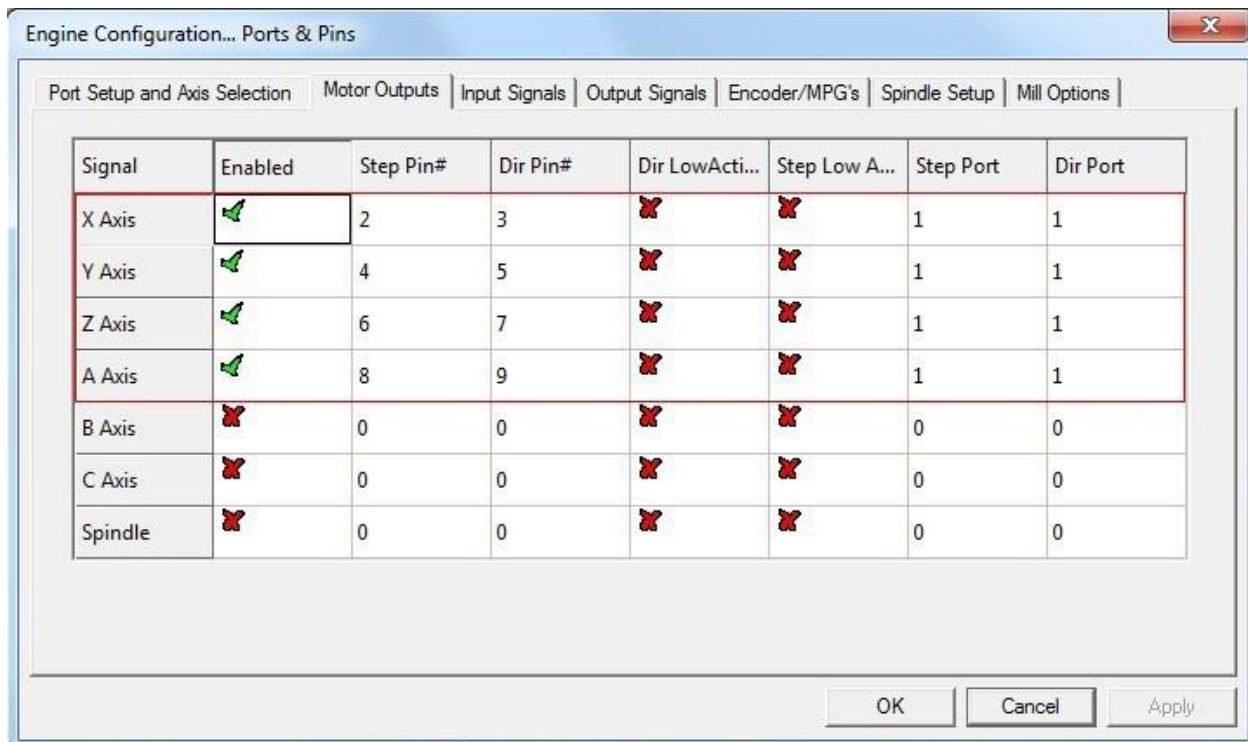 Engine Configuration... Ports & Pins
Port Setup and Axis Selection Motor Outputs Input Signals Output Signals Encoder/MPG's Spindle Setup Mill Options
Signal Enabled Step Pin# Dir Pin# Dir LowActi... Step Low A... Step Port Dir Port
X Axis 2 3 1 1
Y Axis 4 5 1 1
Z Axis 6 7 1 1
A Axis 8 9 1 1
B Axis 0 0 0 0
C Axis 0 0 0 0
Spindle 0 0 0 0
OK Cancel Apply